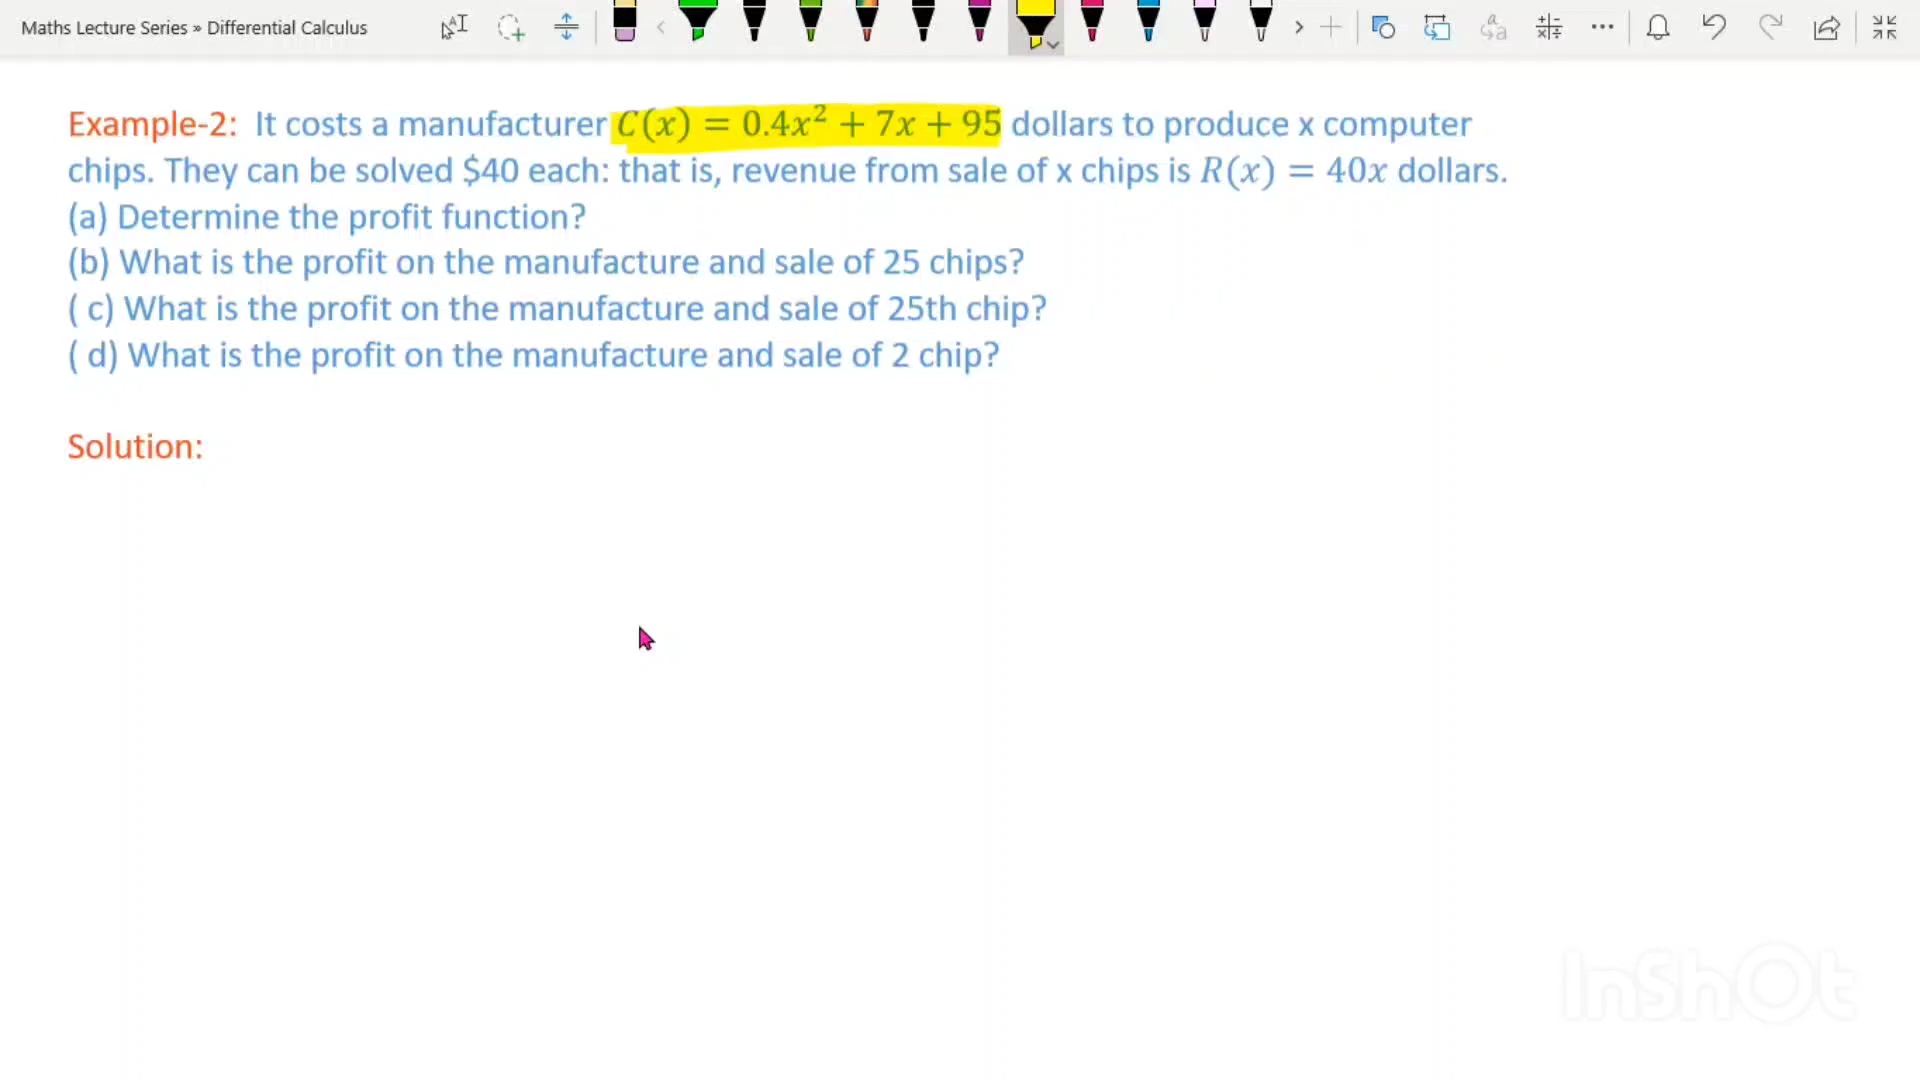 Maths Lecture Series » Differential Calculus
Example-2: It costs a manufacturer C(x) = 0.4x² + 7x + 95 dollars to produce x computer
chips. They can be solved $40 each: that is, revenue from sale of x chips is R(x) = 40x dollars.
(a) Determine the profit function?
(b) What is the profit on the manufacture and sale of 25 chips?
( c) What is the profit on the manufacture and sale of 25th chip?
( d) What is the profit on the manufacture and sale of 2 chip?
Solution:
InShOt